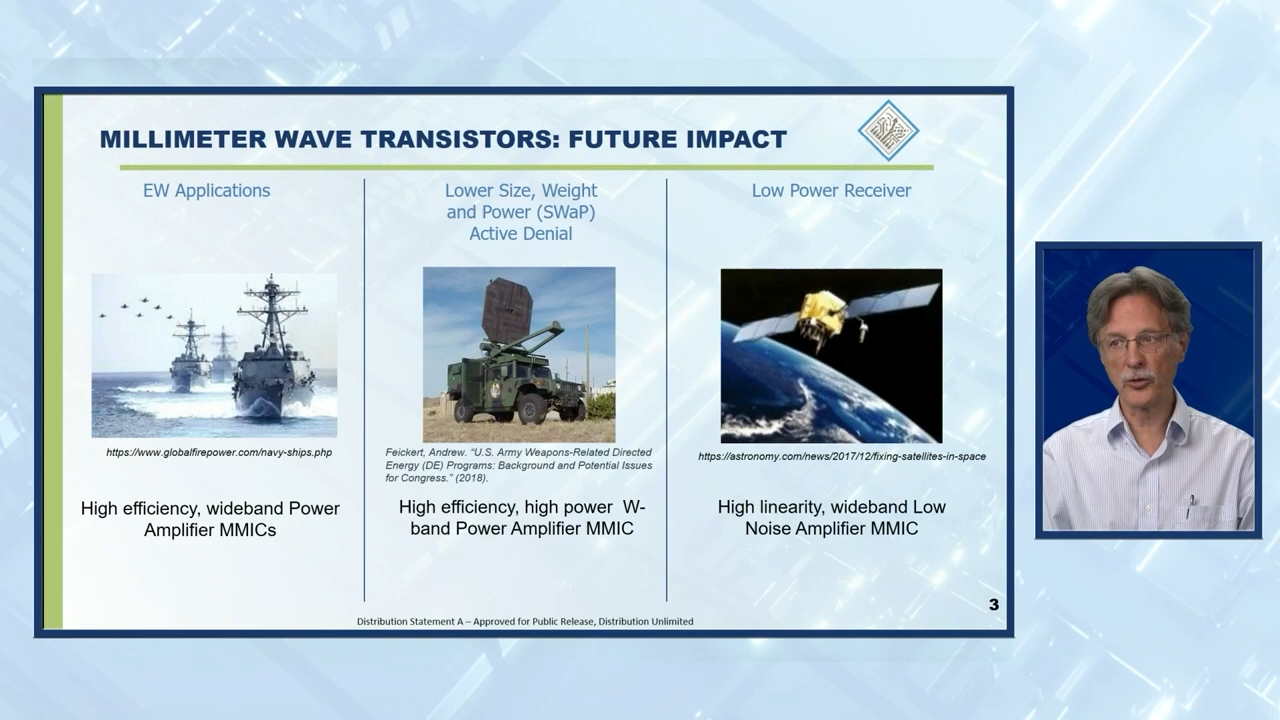 MILLIMETER WAVE TRANSISTORS: FUTURE IMPACT
EW Applications
https://www.globalfirepower.com/navy-ships.php
High efficiency, wideband Power
Amplifier MMICs
Lower Size, Weight
and Power (SWaP)
Active Denial
Feickert, Andrew. “U.S. Army Weapons-Related Directed
Energy (DE) Programs: Background and Potential Issues
for Congress.” (2018).
High efficiency, high power W-
band Power Amplifier MMIC
Low Power Receiver
https://astronomy.com/news/2017/12/fixing-satellites-in-space
High linearity, wideband Low
Noise Amplifier MMIC
3
Distribution Statement A – Approved for Public Release, Distribution Unlimited